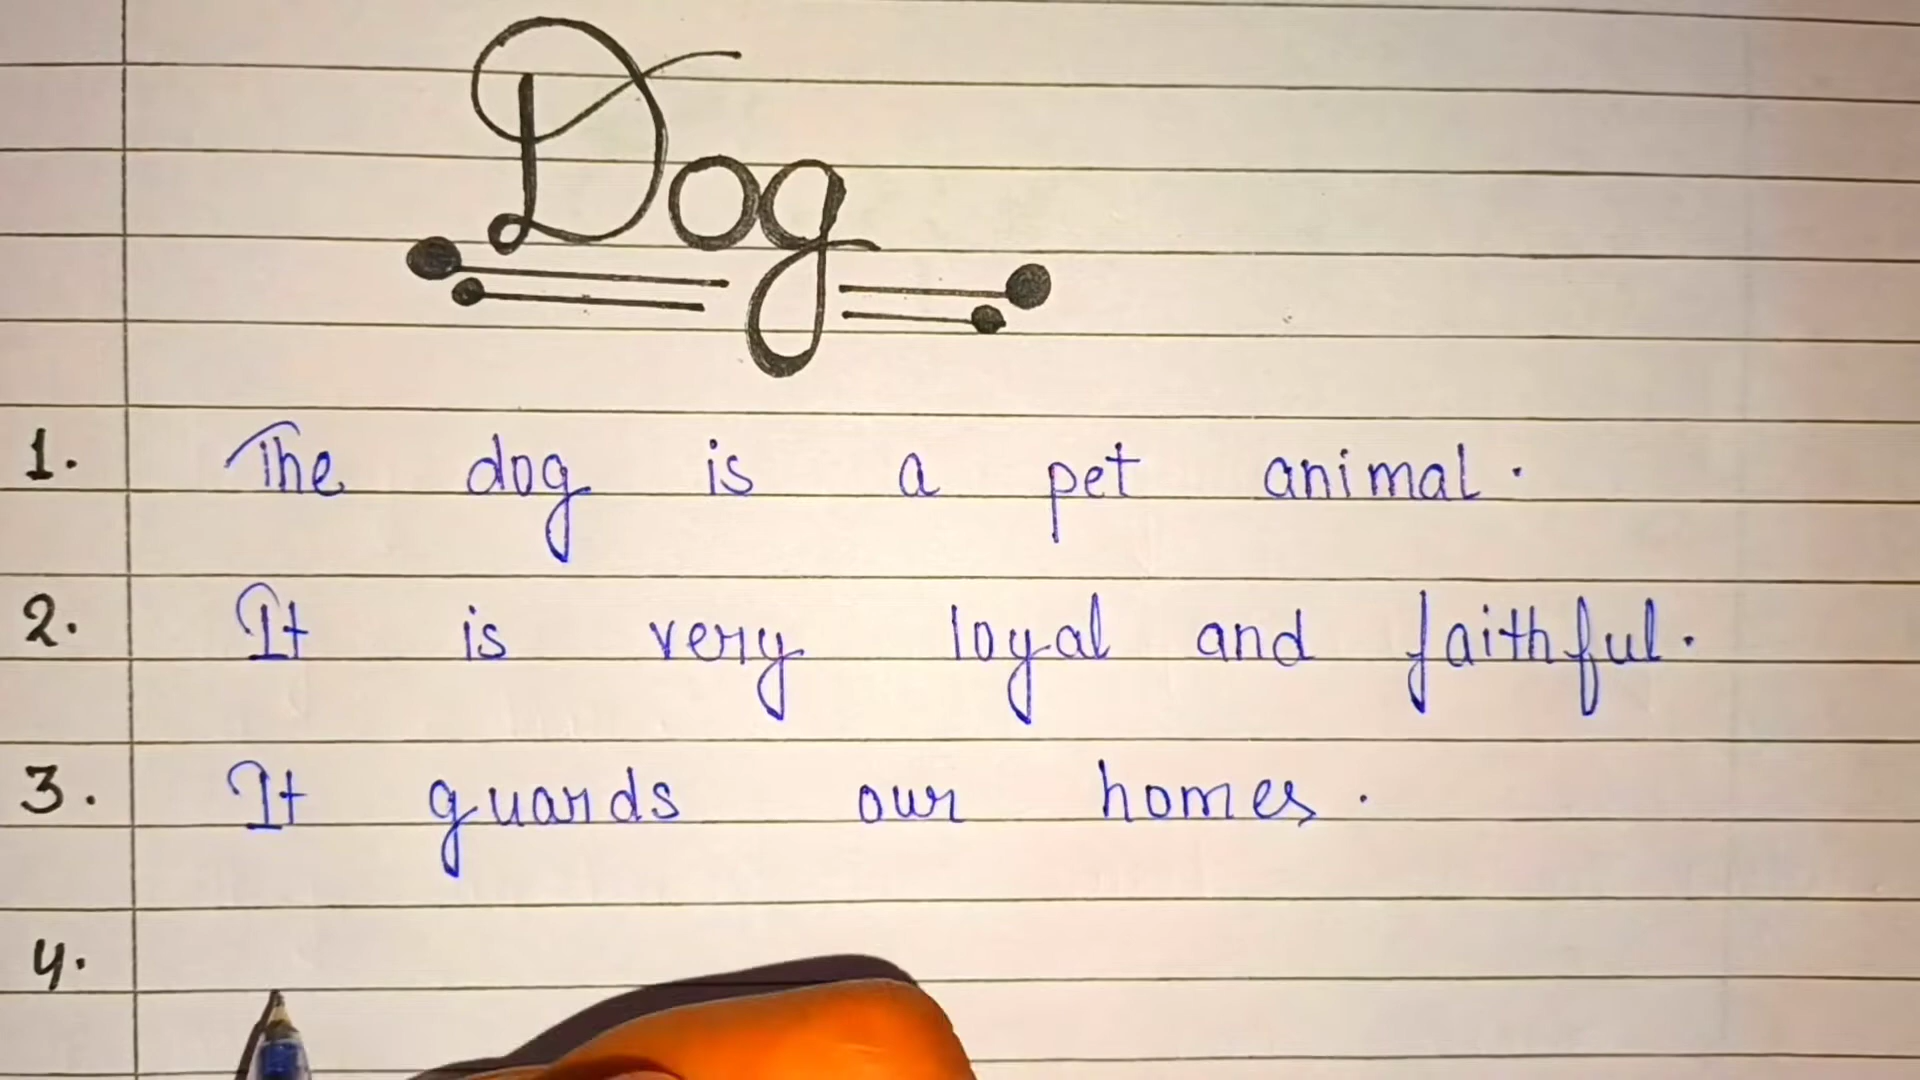 Dog
1. The dog is a pet animal.
2. It is very loyal and faithful.
3. It guards our homes.
4.